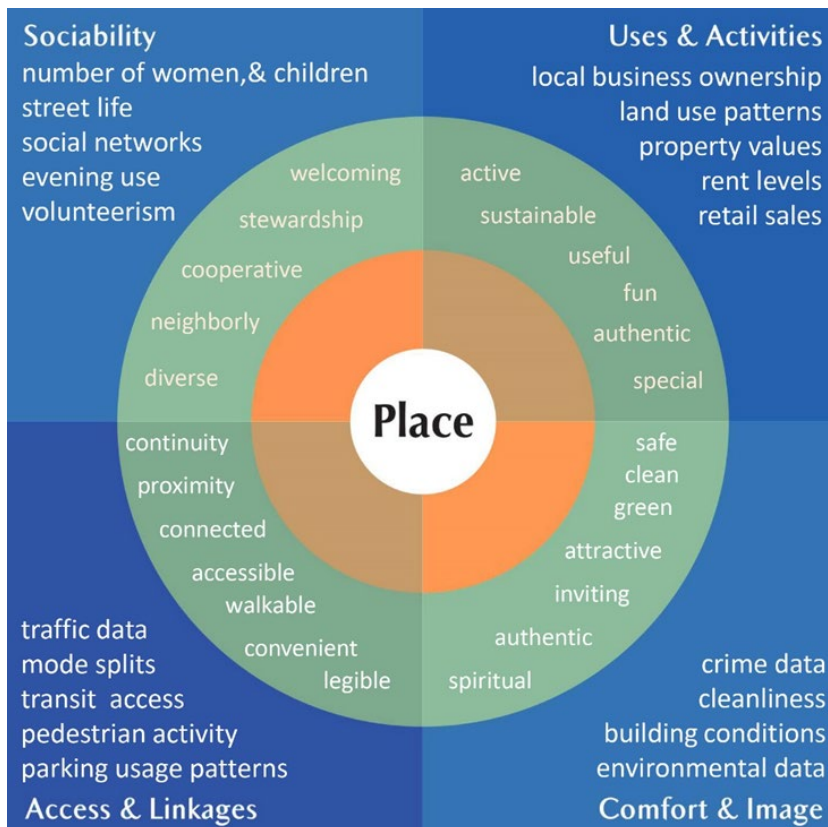 Sociability
number of women,& children
street life
social networks
evening use
volunteerism
Uses & Activities
local business ownership
land use patterns
property values
rent levels
retail sales
welcoming
stewardship
cooperative
neighborly
diverse
active
sustainable
useful
fun
authentic
special
Place
continuity
proximity
connected
accessible
walkable
convenient
legible
safe
clean
green
attractive
inviting
authentic
spiritual
traffic data
mode splits
transit access
pedestrian activity
parking usage patterns
Access & Linkages
crime data
cleanliness
building conditions
environmental data
Comfort & Image